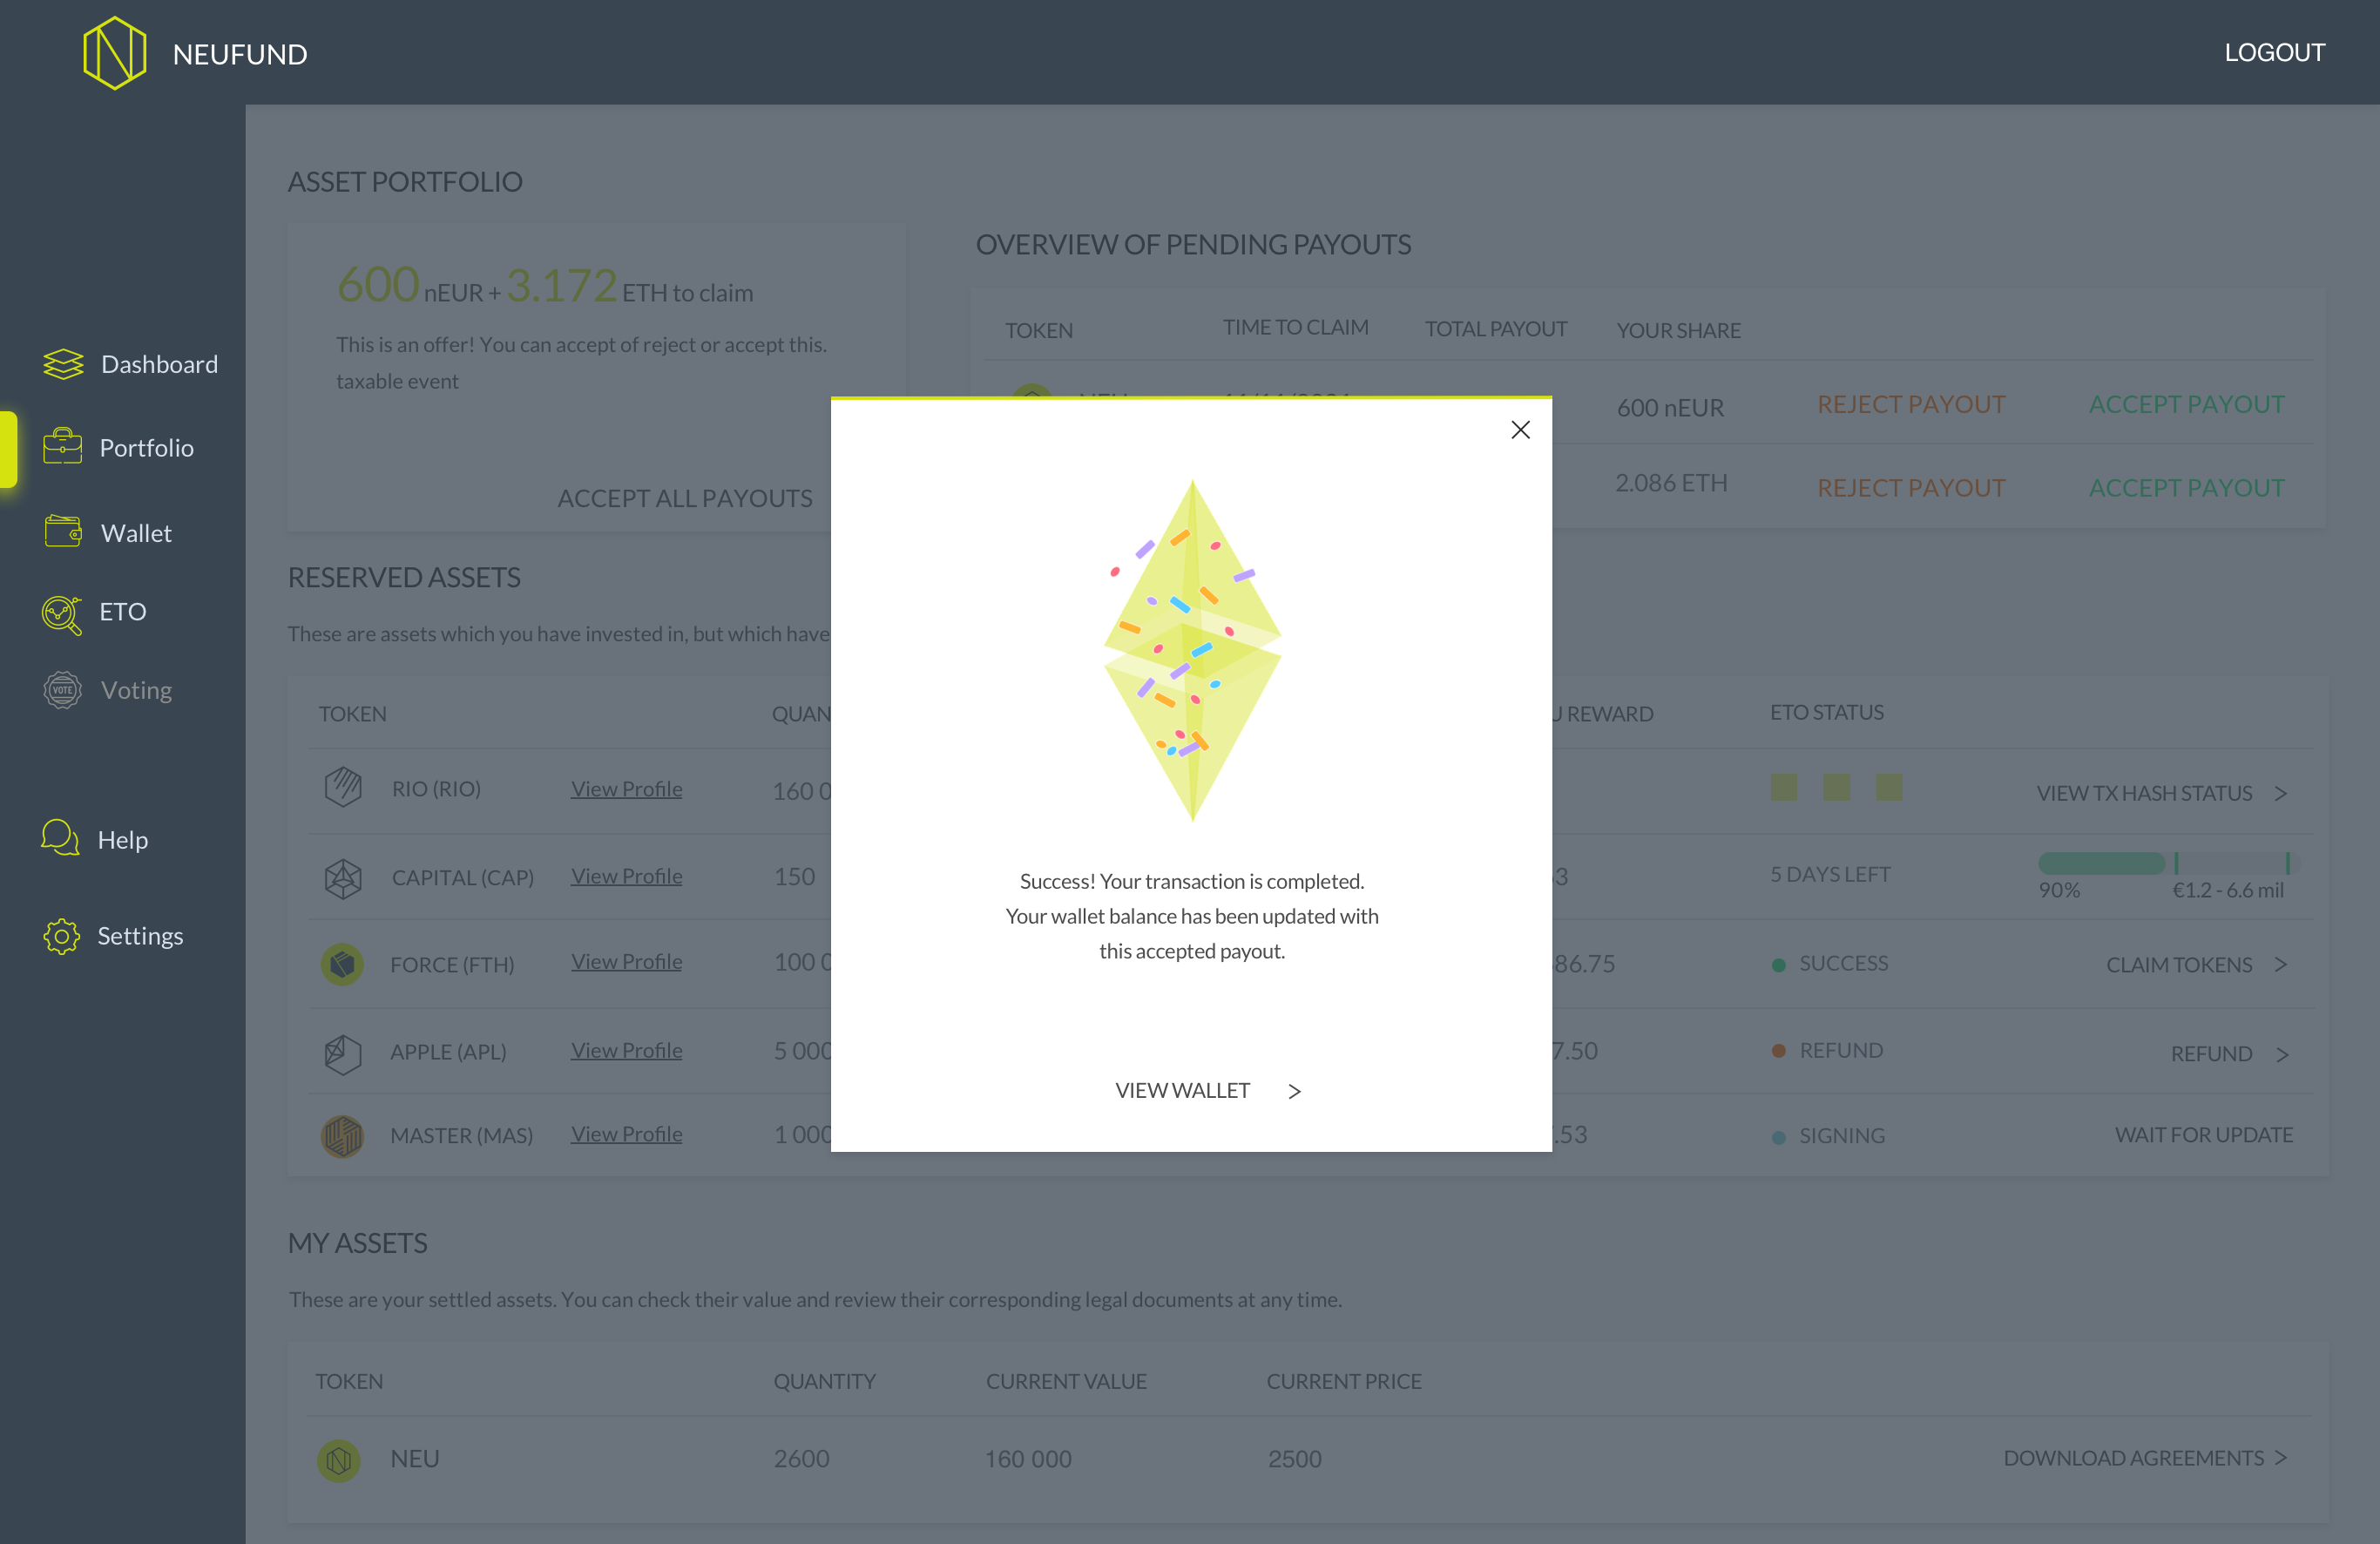 NEUFUND
LOGOUT
Dashboard
Portfolio
Wallet
ETO
VOTE
Voting
Help
Settings
ASSET PORTFOLIO
600 nEUR + 3.172 ETH to claim
This is an offer! You can accept of reject or accept this.
taxable event
ACCEPT ALL PAYOUTS
OVERVIEW OF PENDING PAYOUTS
TOKEN TIME TO CLAIM TOTAL PAYOUT YOUR SHARE
600 nEUR REJECT PAYOUT ACCEPT PAYOUT
2.086 ETH REJECT PAYOUT ACCEPT PAYOUT
RESERVED ASSETS
These are assets which you have invested in, but which have
TOKEN QUAN U REWARD ETO STATUS
RIO (RIO) View Profile 160 0 VIEW TX HASH STATUS >
CAPITAL (CAP) View Profile 150 3 5 DAYS LEFT
90% €1.2 - 6.6 mil
FORCE (FTH) View Profile 100 0 86.75 SUCCESS CLAIM TOKENS >
APPLE (APL) View Profile 5 000 7.50 REFUND REFUND >
MASTER (MAS) View Profile 1 000 .53 SIGNING WAIT FOR UPDATE
Success! Your transaction is completed.
Your wallet balance has been updated with
this accepted payout.
VIEW WALLET >
MY ASSETS
These are your settled assets. You can check their value and review their corresponding legal documents at any time.
TOKEN QUANTITY CURRENT VALUE CURRENT PRICE
NEU 2600 160 000 2500 DOWNLOAD AGREEMENTS >